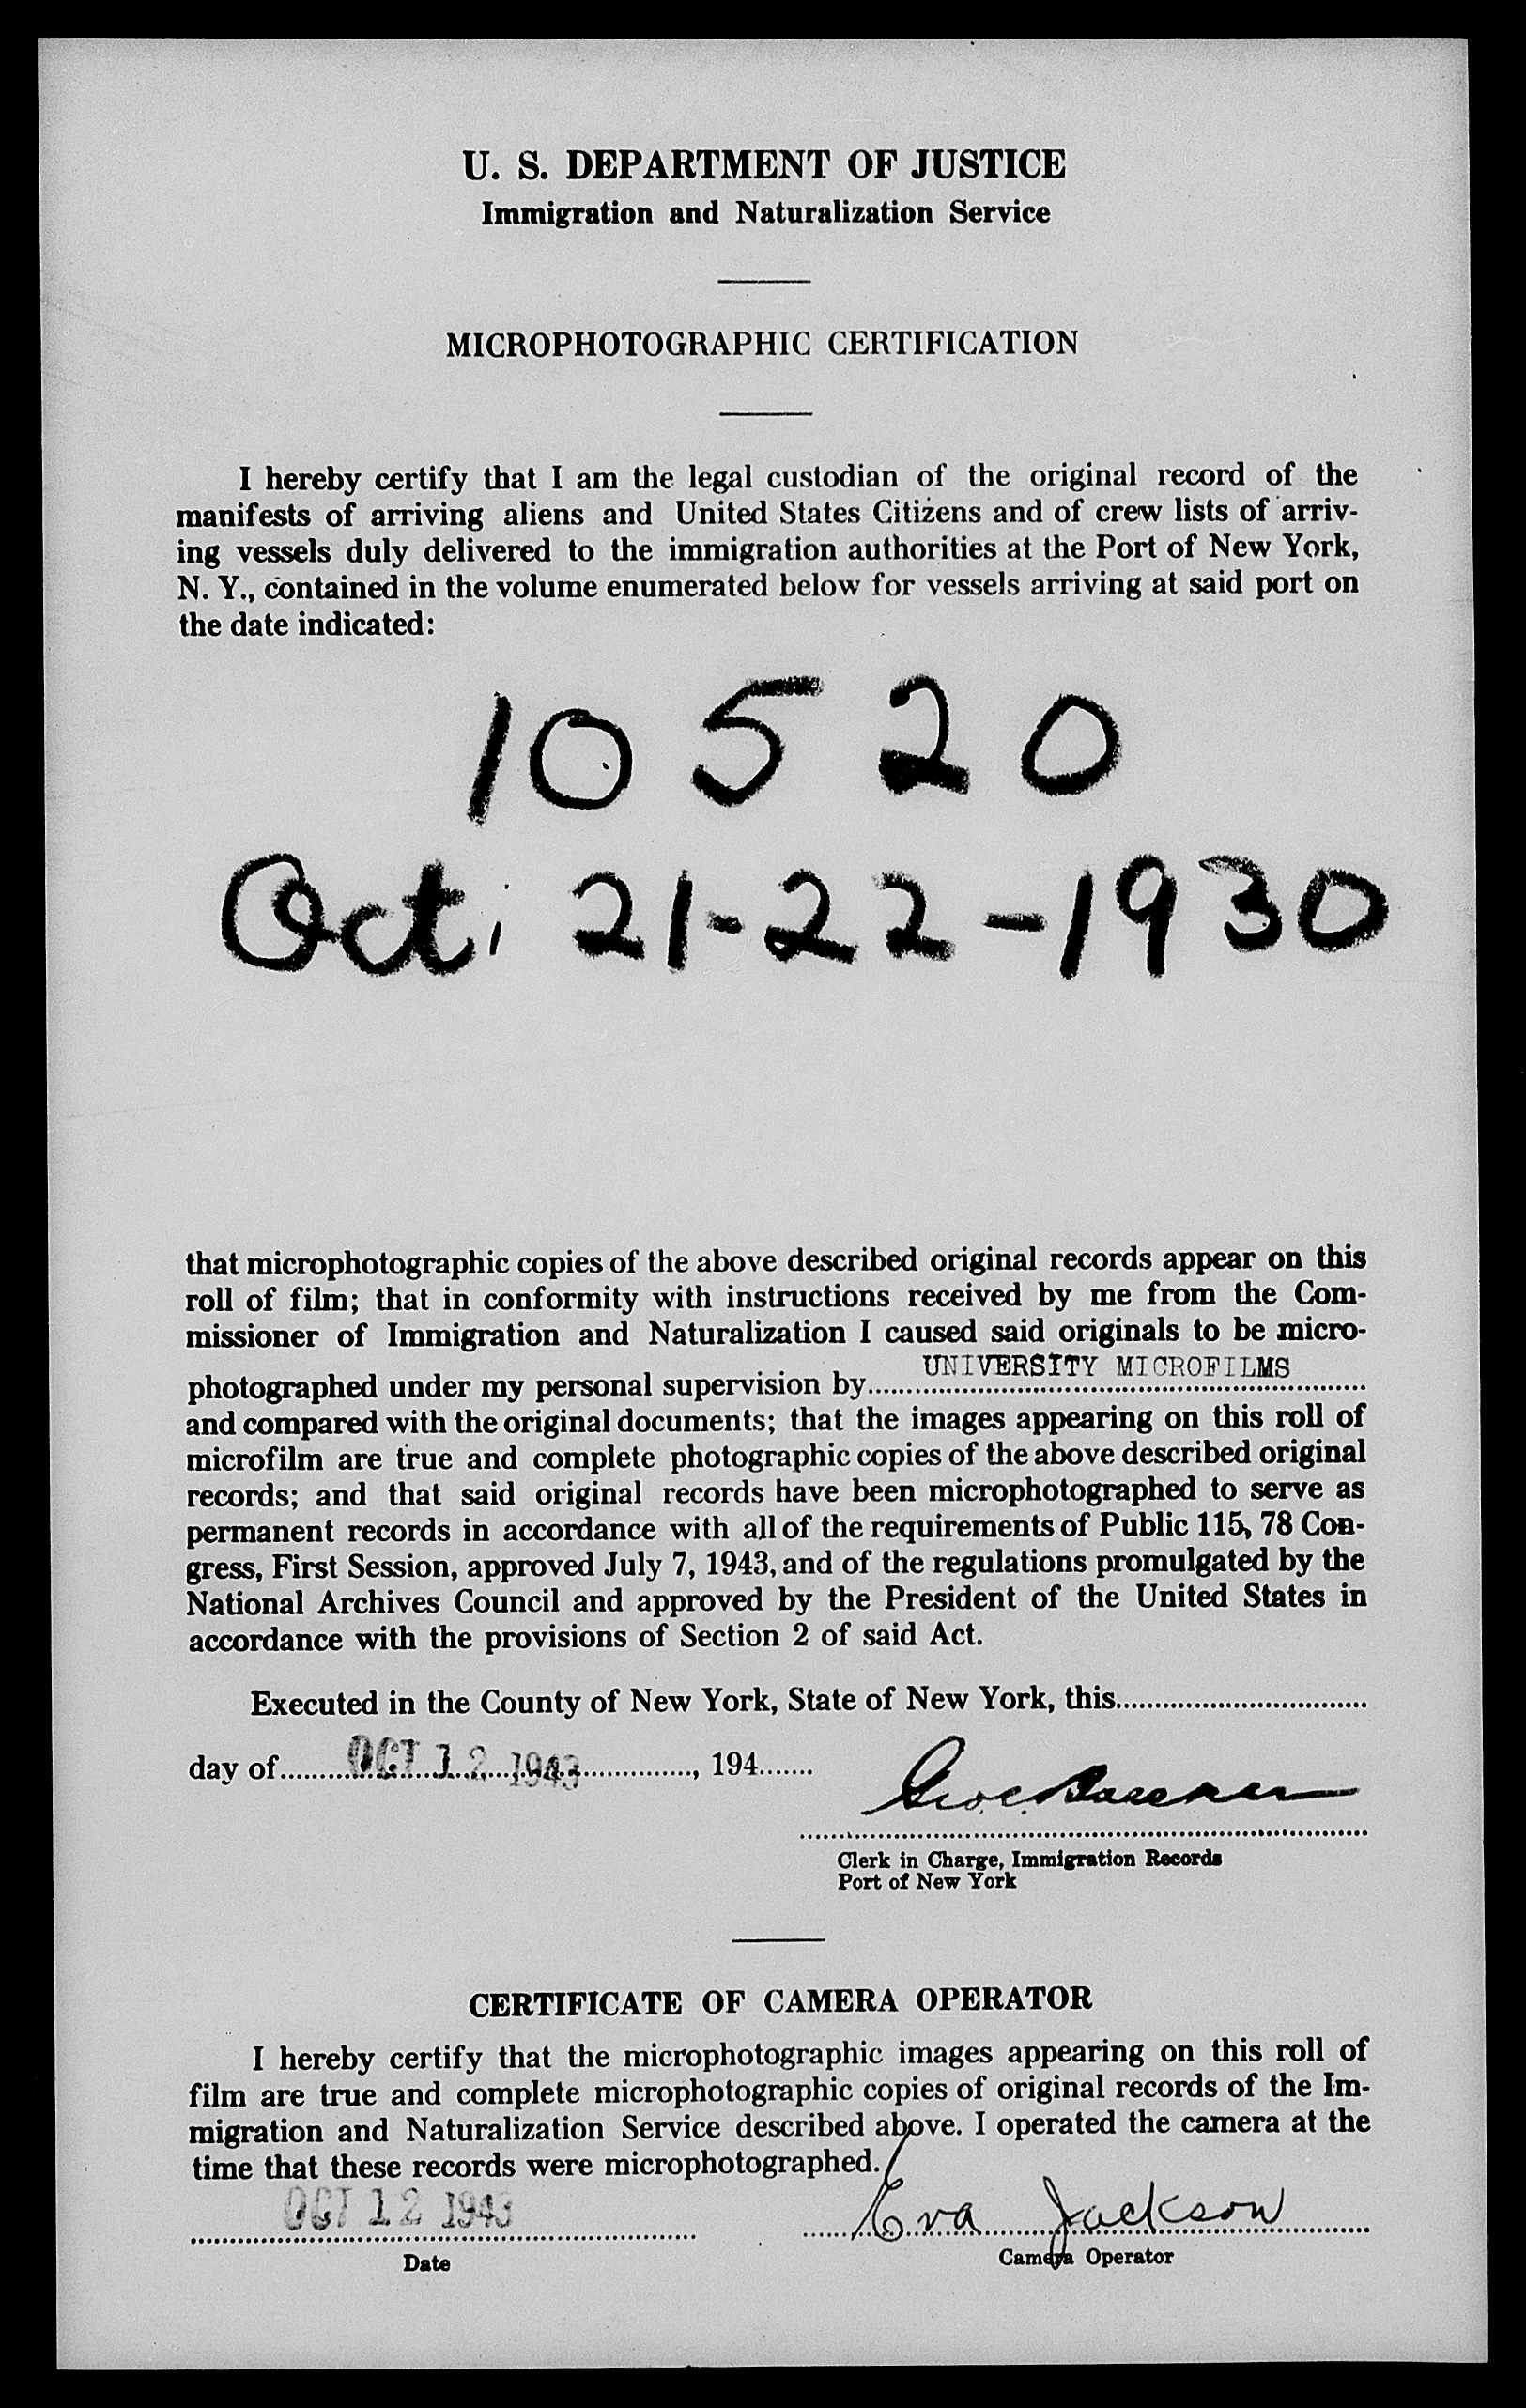 U. S. DEPARTMENT OF JUSTICE
Immigration and Naturalization Service
MICROPHOTOGRAPHIC CERTIFICATION
I hereby certify that I am the legal custodian of the original record of the
manifests of arriving aliens and United States Citizens and of crew lists of arriv-
ing vessels duly delivered to the immigration authorities at the Port of New York,
N. Y., contained in the volume enumerated below for vessels arriving at said port on
the date indicated:
10520
Oct. 21-22-1930
that microphotographic copies of the above described original records appear on this
roll of film; that in conformity with instructions received by me from the Com-
missioner of Immigration and Naturalization I caused said originals to be micro-
photographed under my personal supervision by UNIVERSITY MICROFILMS
and compared with the original documents; that the images appearing on this roll of
microfilm are true and complete photographic copies of the above described original
records; and that said original records have been microphotographed to serve as
permanent records in accordance with all of the requirements of Public 115, 78 Con-
gress, First Session, approved July 7, 1943, and of the regulations promulgated by the
National Archives Council and approved by the President of the United States in
accordance with the provisions of Section 2 of said Act.
Executed in the County of New York, State of New York, this
day of OCT 12 1943, 194
Clerk in Charge, Immigration Records
Port of New York
CERTIFICATE OF CAMERA OPERATOR
I hereby certify that the microphotographic images appearing on this roll of
film are true and complete microphotographic copies of original records of the Im-
migration and Naturalization Service described above. I operated the camera at the
time that these records were microphotographed.
OCT 12 1943 Eva Jackson
Date Camera Operator